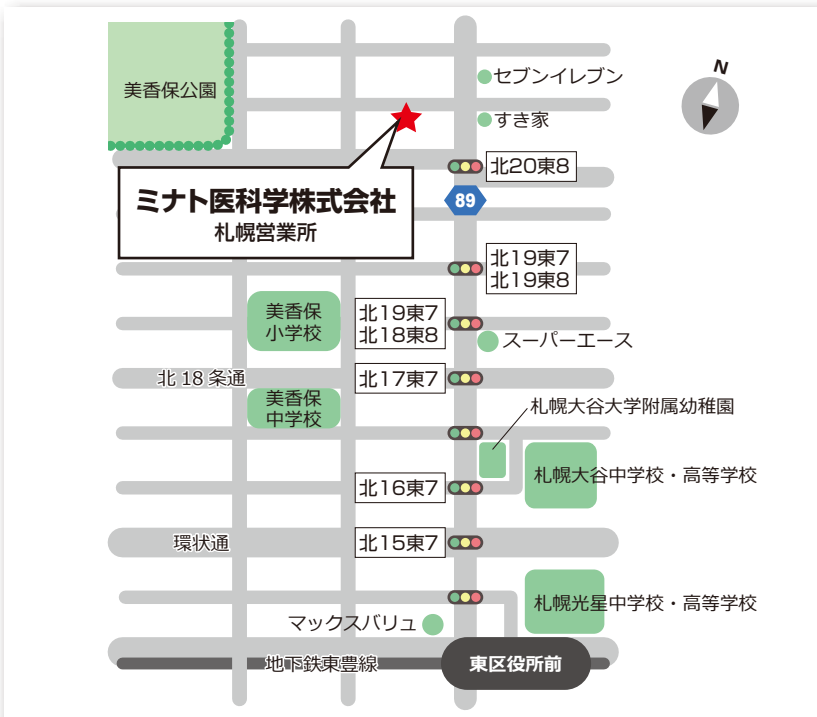 N
美香保公園
セブンイレブン
すき家
北20東8
ミナト医科学株式会社
札幌営業所
89
北19東7
北19東8
美香保
小学校
北19東7
北18東8
スーパーエース
北18条通
北17東7
美香保
中学校
札幌大谷大学附属幼稚園
札幌大谷中学校・高等学校
北16東7
環状通
北15東7
札幌光星中学校・高等学校
マックスバリュ
地下鉄東豊線
東区役所前